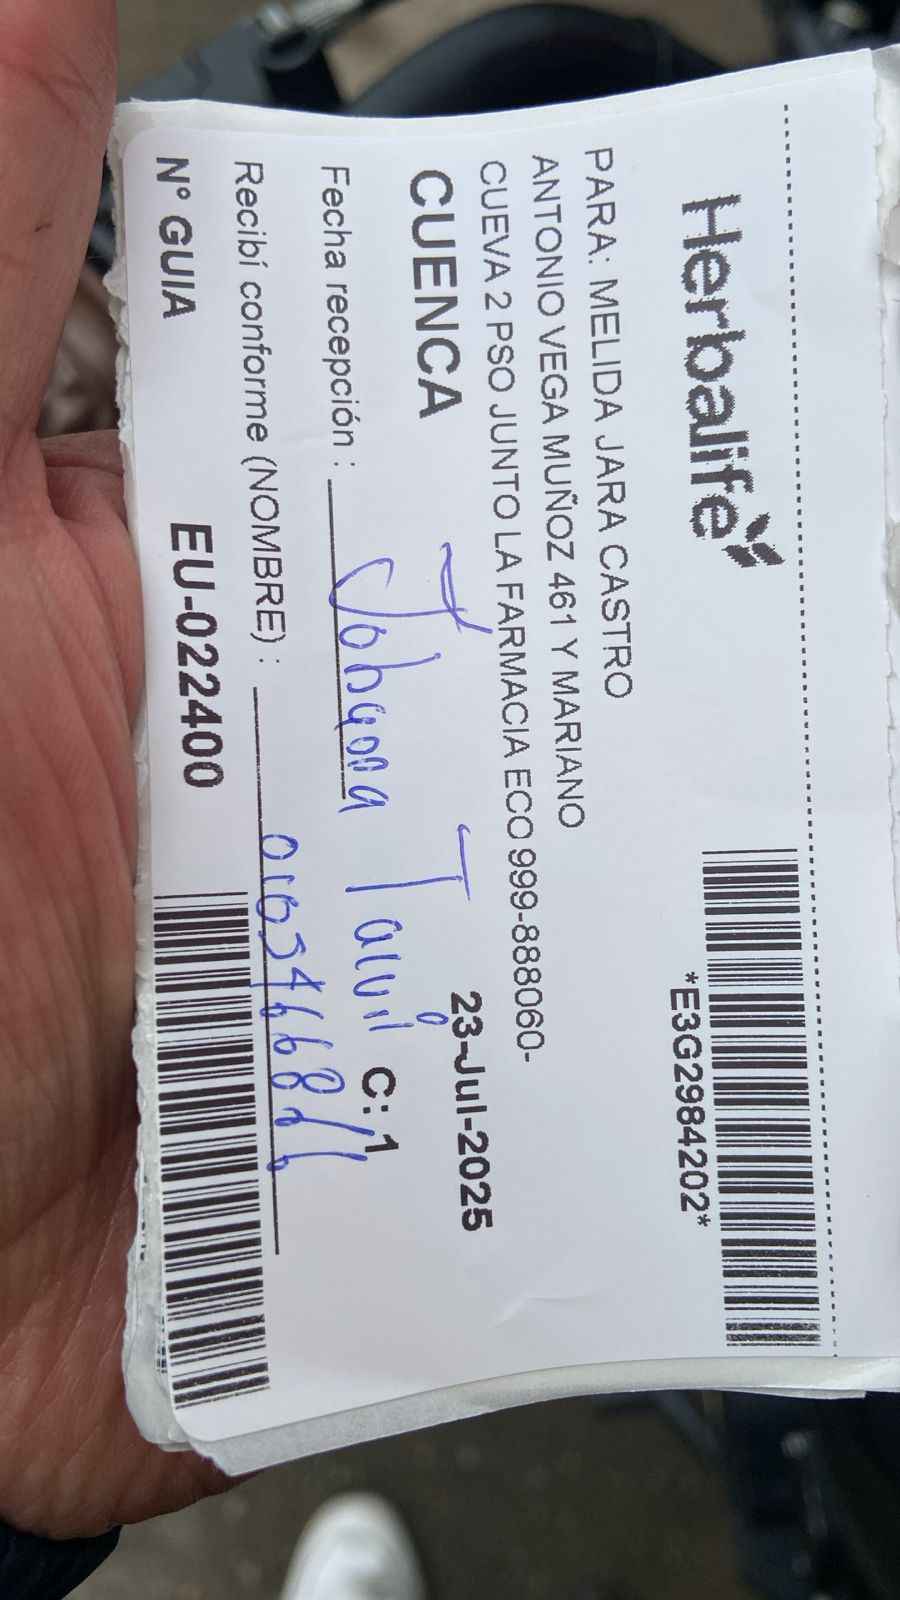 Herbalife
*E3G2984202*
PARA: MELIDA JARA CASTRO
ANTONIO VEGA MUÑOZ 461 Y MARIANO
CUEVA 2 PSO JUNTO LA FARMACIA ECO 999-888060-
CUENCA
23-Jul-2025
Fecha recepción : Johanna
C: 1
Recibí conforme (NOMBRE) :
N° GUIA EU-022400